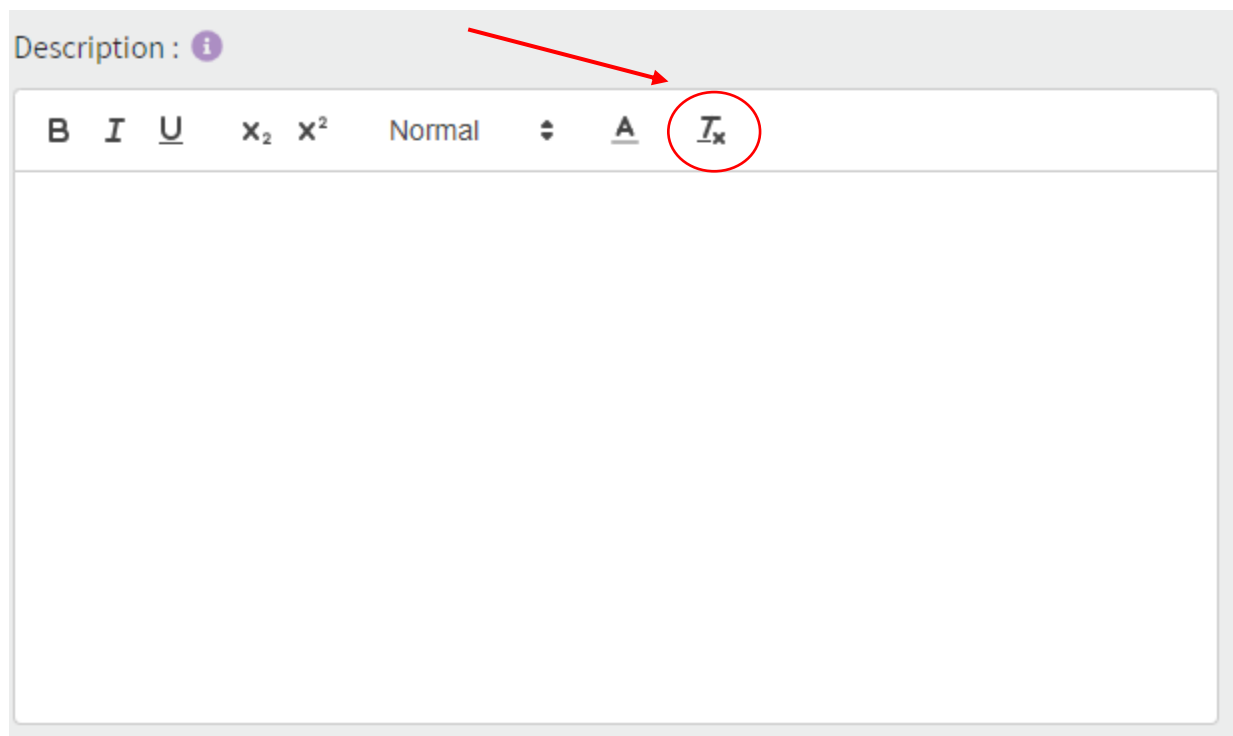 Description : i
B I U x₂ x² Normal A Tx